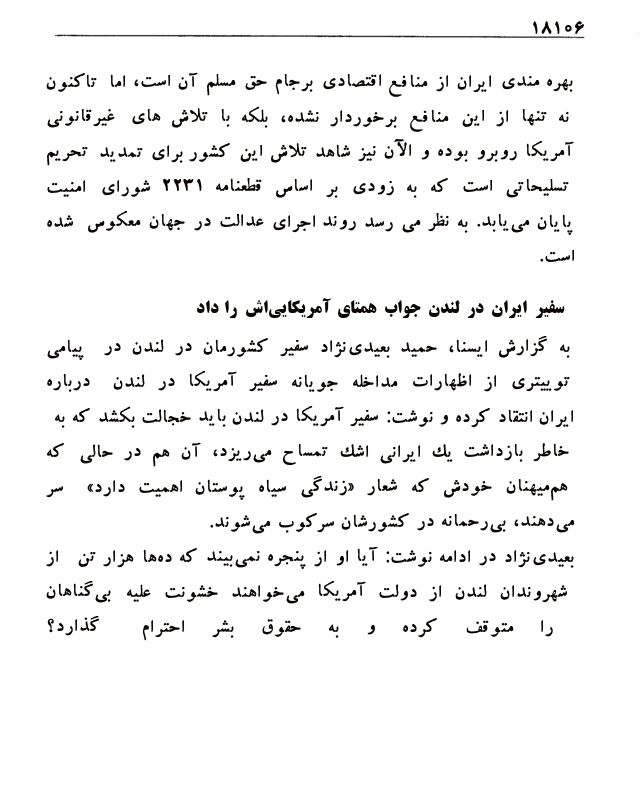 ۱۸۱۰۶
بهره مندی ایران از منافع اقتصادی برجام حق مسلم آن است، اما تاکنون
نه تنها از این منافع برخوردار نشده، بلکه با تلاش های غیرقانونی
آمریکا روبرو بوده و الآن نیز شاهد تلاش این کشور برای تمدید تحریم
تسلیحاتی است که به زودی بر اساس قطعنامه ۲۲۳۱ شورای امنیت
پایان می‌یابد. به نظر می رسد روند اجرای عدالت در جهان معکوس شده
است.
سفیر ایران در لندن جواب همتای آمریکایی‌اش را داد
به گزارش ایسنا، حمید بعیدی‌نژاد سفیر کشورمان در لندن در پیامی
توییتری از اظهارات مداخله جویانه سفیر آمریکا در لندن درباره
ایران انتقاد کرده و نوشت: سفیر آمریکا در لندن باید خجالت بکشد که به
خاطر بازداشت یك ایرانی اشك تمساح می‌ریزد، آن هم در حالی که
هم‌میهنان خودش که شعار «زندگی سیاه پوستان اهمیت دارد» سر
می‌دهند، بی‌رحمانه در کشورشان سرکوب می‌شوند.
بعیدی‌نژاد در ادامه نوشت: آیا او از پنجره نمی‌بیند که ده‌ها هزار تن از
شهروندان لندن از دولت آمریکا می‌خواهند خشونت علیه بی‌گناهان
را متوقف کرده و به حقوق بشر احترام گذارد؟